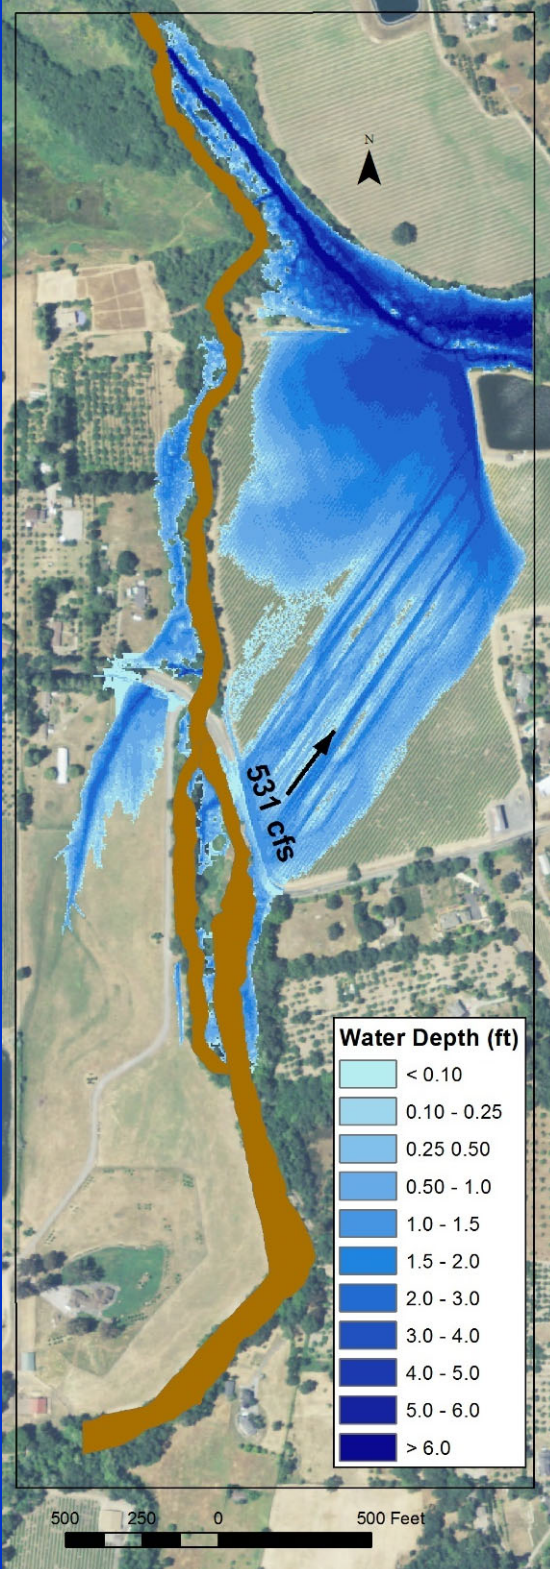 N
531 cfs
Water Depth (ft)
< 0.10
0.10 - 0.25
0.25 0.50
0.50 - 1.0
1.0 - 1.5
1.5 - 2.0
2.0 - 3.0
3.0 - 4.0
4.0 - 5.0
5.0 - 6.0
> 6.0
500 250 0 500 Feet